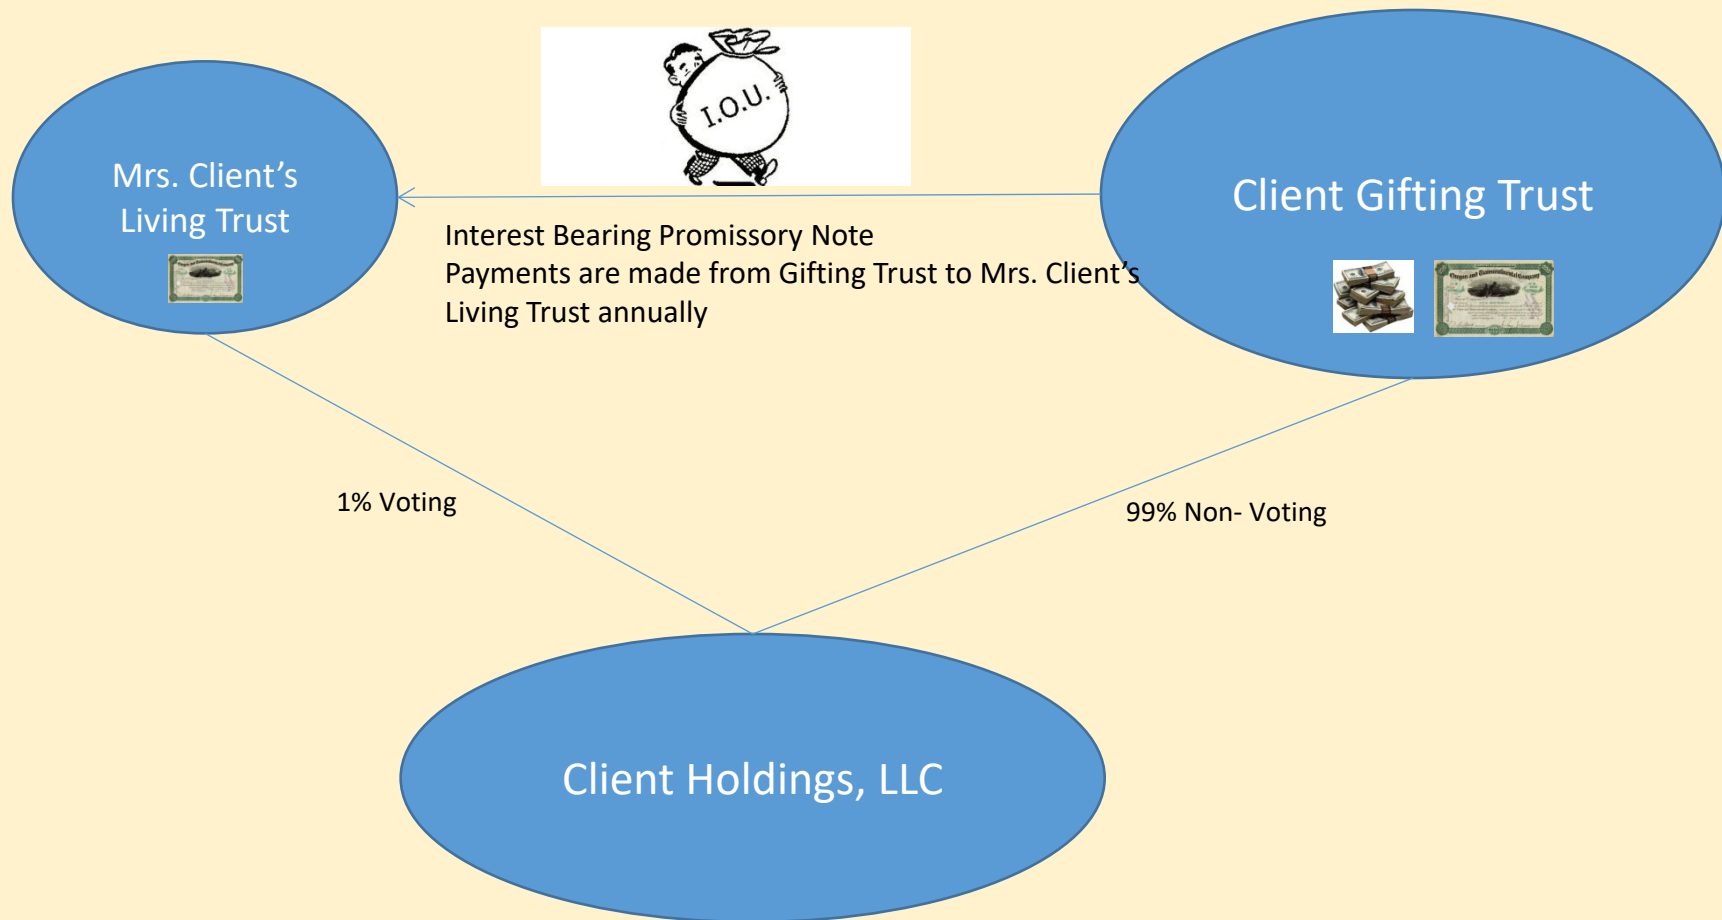 I.O.U.
Mrs. Client’s
Living Trust
Client Gifting Trust
Interest Bearing Promissory Note
Payments are made from Gifting Trust to Mrs. Client’s
Living Trust annually
1% Voting
99% Non- Voting
Client Holdings, LLC